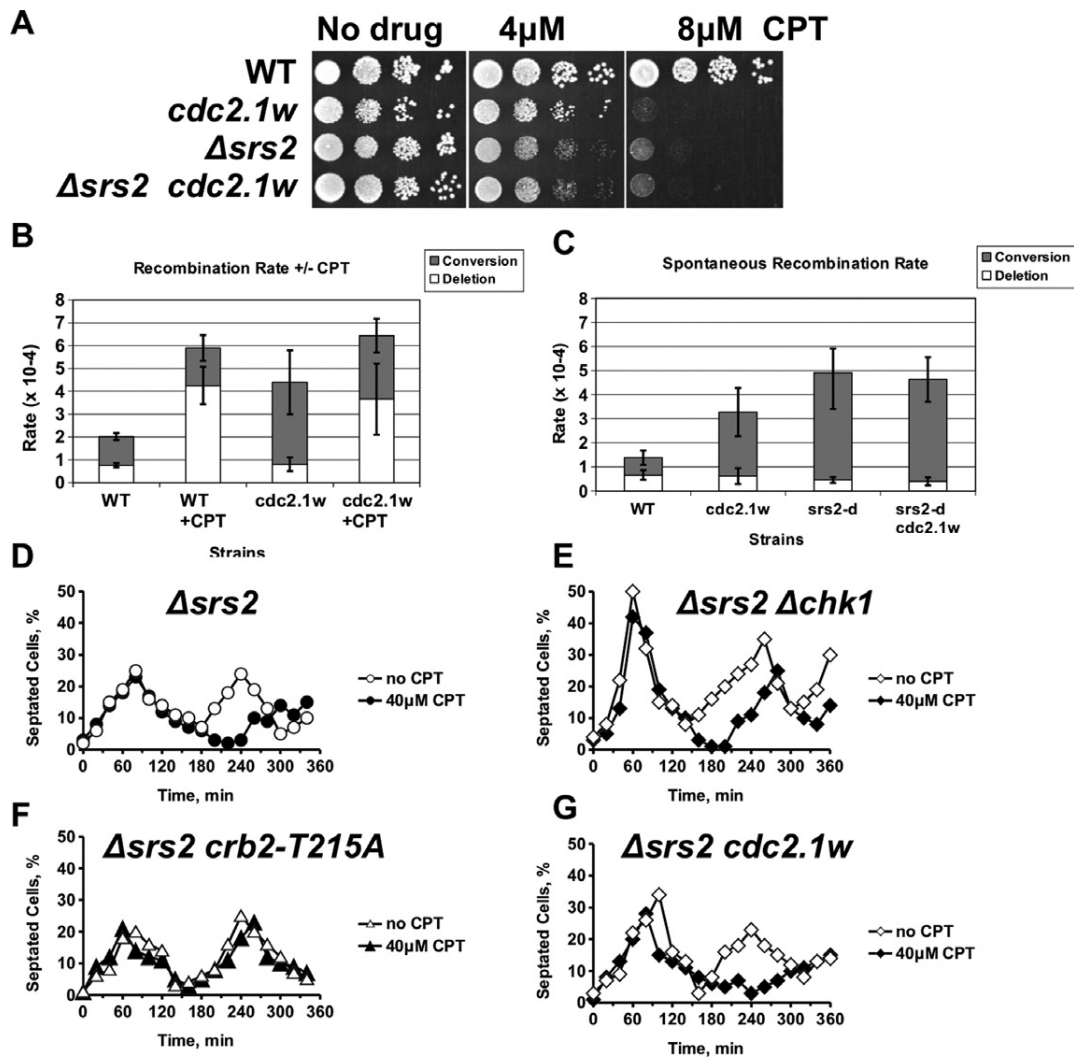 A
No drug 4µM 8µM CPT
WT
cdc2.1w
Δsrs2
Δsrs2 cdc2.1w
B
Recombination Rate +/- CPT
Conversion
Deletion
8
7
6
5
4
3
2
1
0
Rate (x 10-4)
WT WT +CPT cdc2.1w cdc2.1w +CPT
Strains
C
Spontaneous Recombination Rate
Conversion
Deletion
8
7
6
5
4
3
2
1
0
Rate (x 10-4)
WT cdc2.1w srs2-d srs2-d cdc2.1w
Strains
D
Δsrs2
50
40
30
20
10
0
Septated Cells, %
0 60 120 180 240 300 360
Time, min
no CPT
40µM CPT
E
Δsrs2 Δchk1
50
40
30
20
10
0
Septated Cells, %
0 60 120 180 240 300 360
Time, min
no CPT
40µM CPT
F
Δsrs2 crb2-T215A
50
40
30
20
10
0
Septated Cells, %
0 60 120 180 240 300 360
Time, min
no CPT
40µM CPT
G
Δsrs2 cdc2.1w
50
40
30
20
10
0
Septated Cells, %
0 60 120 180 240 300 360
Time, min
no CPT
40µM CPT